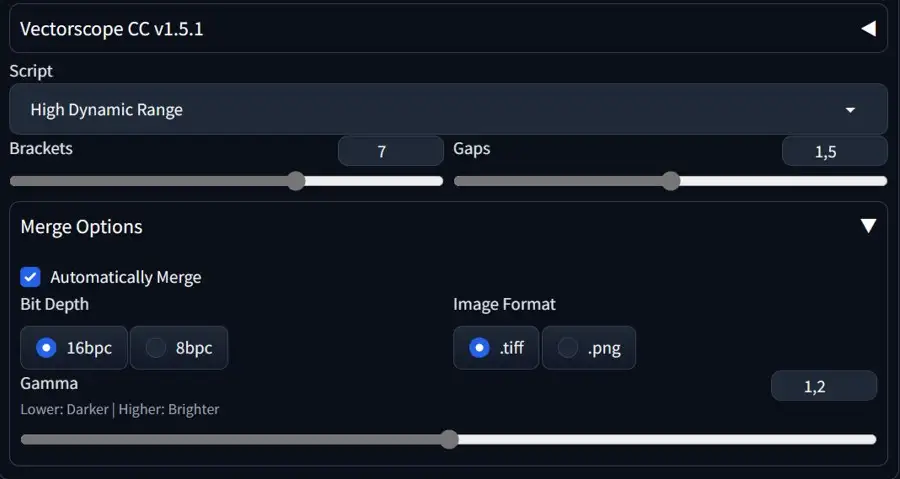 Vectorscope CC v1.5.1
Script
High Dynamic Range
Brackets 7 Gaps 1,5
Merge Options
Automatically Merge
Bit Depth Image Format
16bpc 8bpc .tiff .png
Gamma 1,2
Lower: Darker | Higher: Brighter